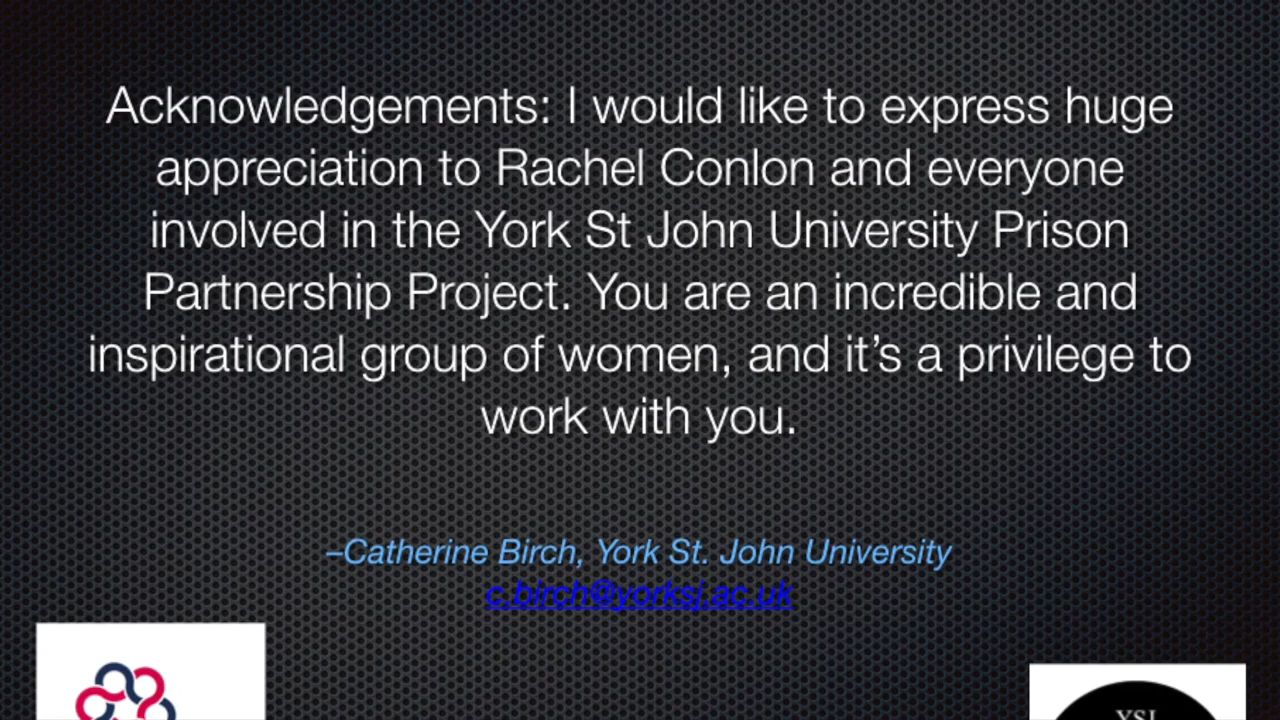 Acknowledgements: I would like to express huge
appreciation to Rachel Conlon and everyone
involved in the York St John University Prison
Partnership Project. You are an incredible and
inspirational group of women, and it’s a privilege to
work with you.
–Catherine Birch, York St. John University
c.birch@yorksj.ac.uk
YSJ